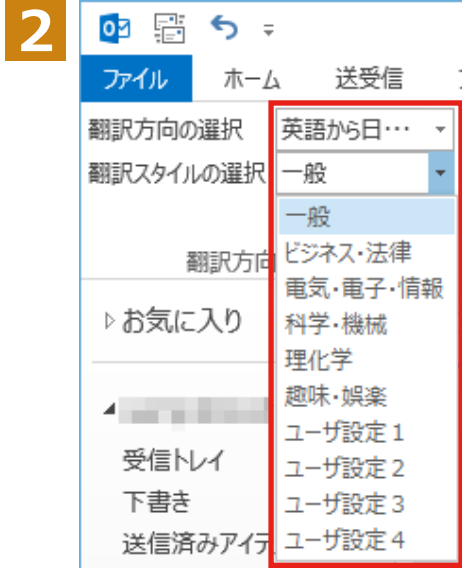 2
ファイル ホーム 送受信
翻訳方向の選択 英語から日…
翻訳スタイルの選択 一般
一般
翻訳方向
ビジネス・法律
電気・電子・情報
お気に入り
科学・機械
理化学
趣味・娯楽
ユーザ設定1
受信トレイ
ユーザ設定2
下書き
ユーザ設定3
送信済みアイテ
ユーザ設定4